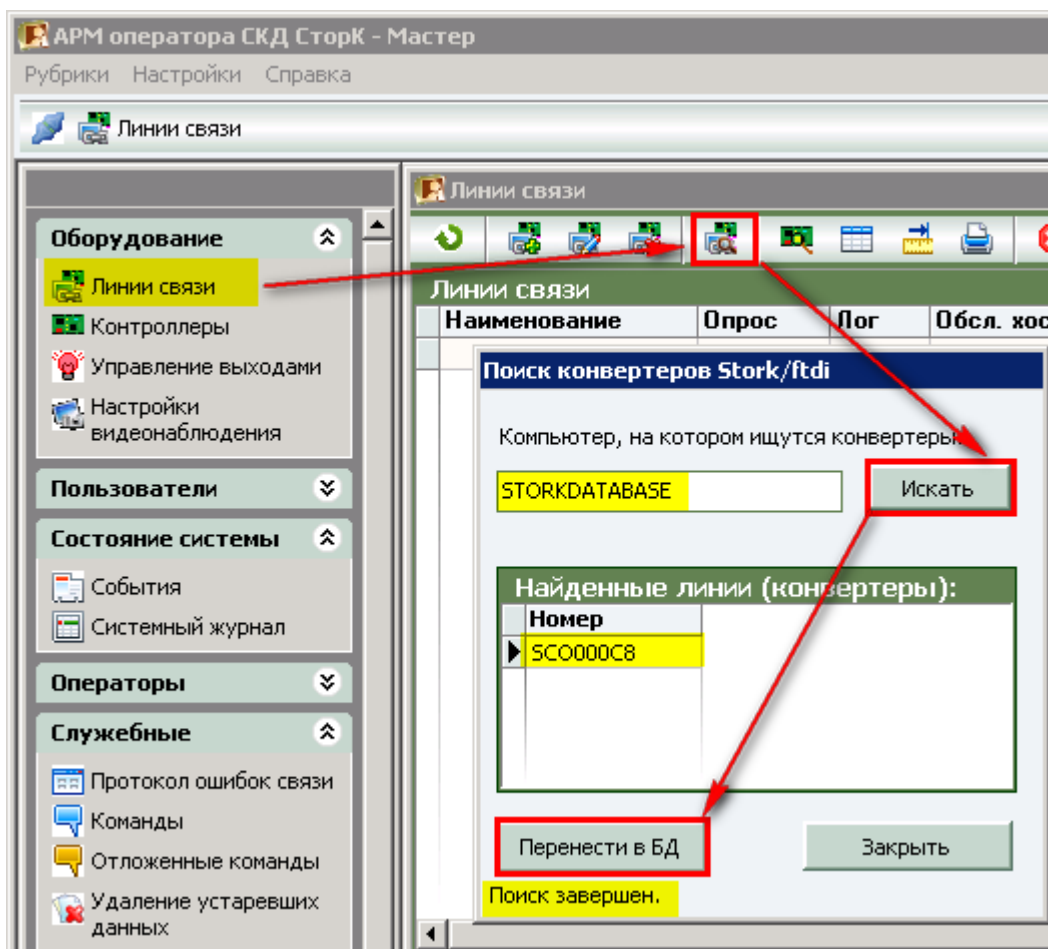 АРМ оператора СКД СторК - Мастер
Рубрики Настройки Справка
Линии связи
Оборудование
Линии связи
Контроллеры
Управление выходами
Настройки
видеонаблюдения
Пользователи
Состояние системы
События
Системный журнал
Операторы
Служебные
Протокол ошибок связи
Команды
Отложенные команды
Удаление устаревших
данных
Линии связи
Линии связи
Наименование Опрос Лог Обсл. хос
Поиск конвертеров Stork/ftdi
Компьютер, на котором ищутся конвертеры
STORKDATABASE Искать
Найденные линии (конвертеры):
Номер
SCO000C8
Перенести в БД Закрыть
Поиск завершен.